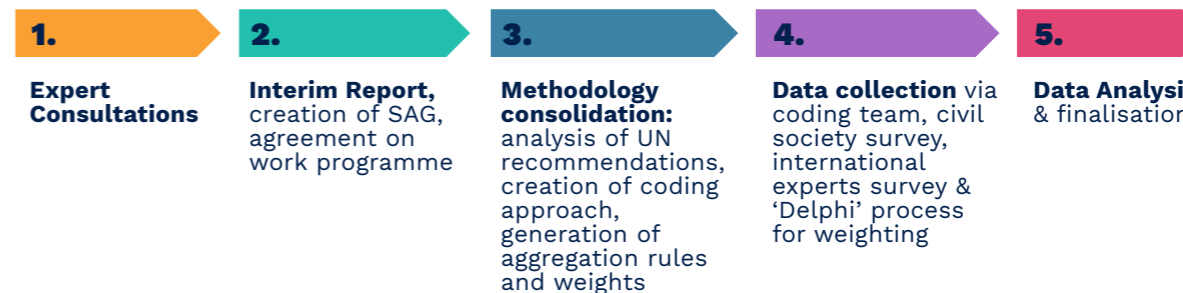 1.
Expert
Consultations
2.
Interim Report,
creation of SAG,
agreement on
work programme
3.
Methodology
consolidation:
analysis of UN
recommendations,
creation of coding
approach,
generation of
aggregation rules
and weights
4.
Data collection via
coding team, civil
society survey,
international
experts survey &
‘Delphi’ process
for weighting
5.
Data Analysi
& finalisation